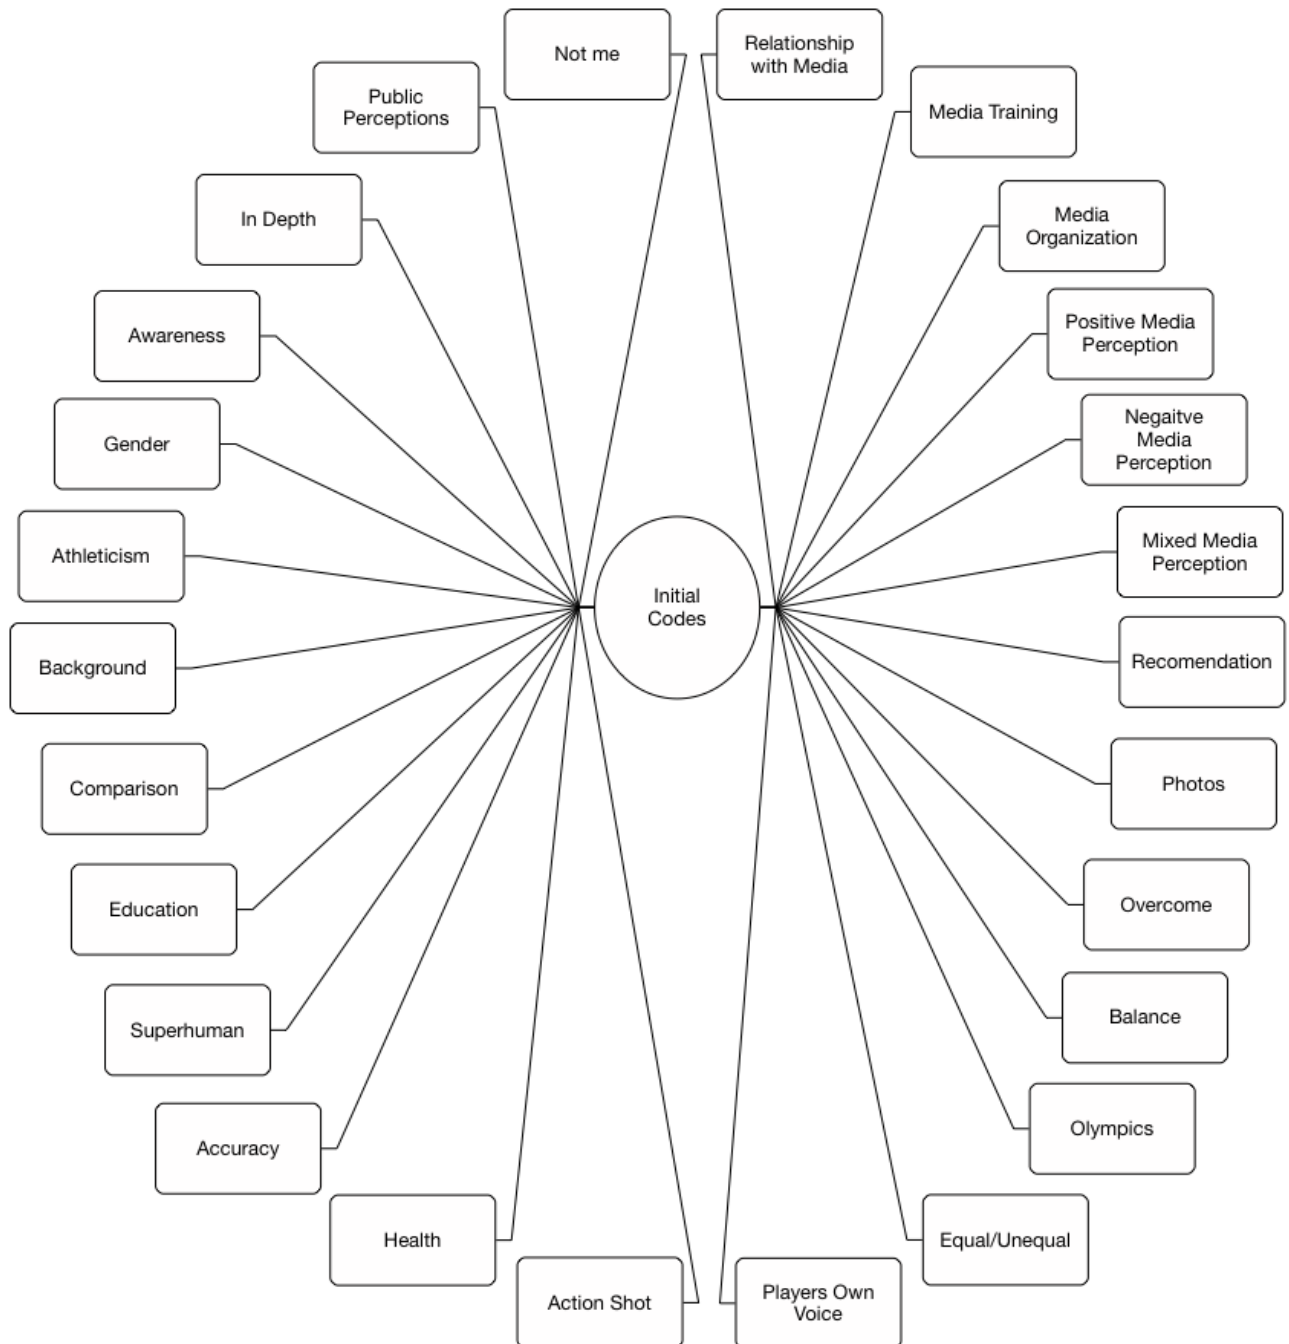 Not me
Relationship
with Media
Public
Perceptions
Media Training
In Depth
Media
Organization
Awareness
Positive Media
Perception
Gender
Negaitve
Media
Perception
Athleticism
Mixed Media
Perception
Initial
Codes
Background
Recomendation
Comparison
Photos
Education
Overcome
Superhuman
Balance
Accuracy
Olympics
Health
Equal/Unequal
Action Shot
Players Own
Voice